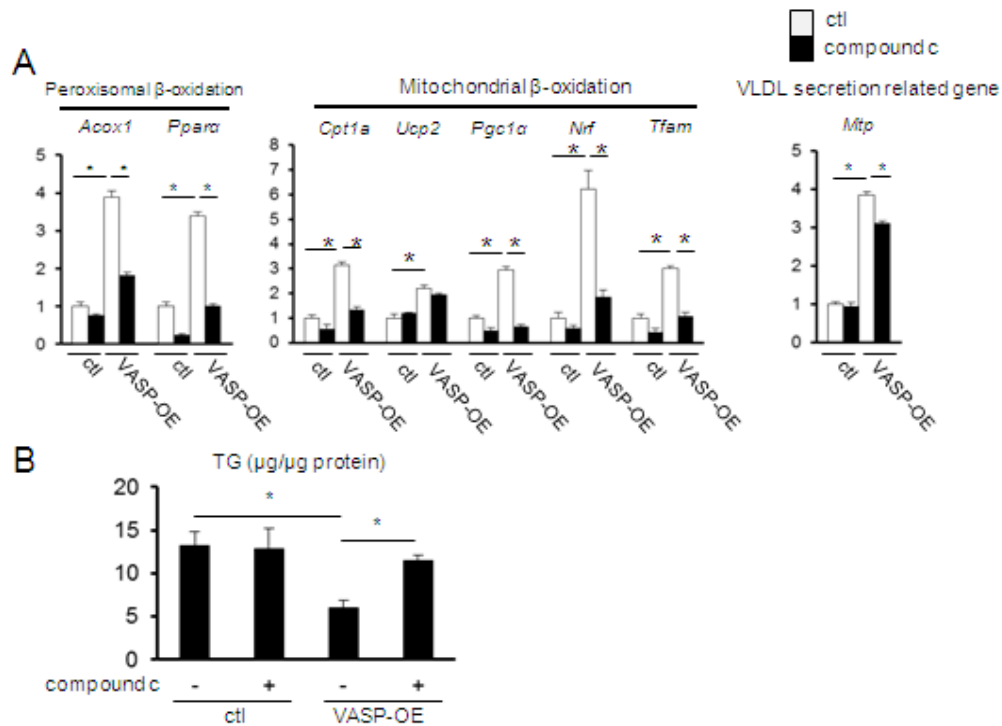 ctl
compound c
A
Peroxisomal β-oxidation
Mitochondrial β-oxidation
VLDL secretion related gene
Acox1 Pparα
Cpt1a Ucp2 Pgc1α Nrf Tfam
Mtp
5
4
3
2
1
0
* * * *
ctl VASP-OE ctl VASP-OE
8
7
6
5
4
3
2
1
0
* * * * * * * * *
ctl VASP-OE ctl VASP-OE ctl VASP-OE ctl VASP-OE ctl VASP-OE
5
4
3
2
1
0
* *
ctl VASP-OE
B
TG (µg/µg protein)
20
15
10
5
0
* *
compound c - + - +
ctl VASP-OE